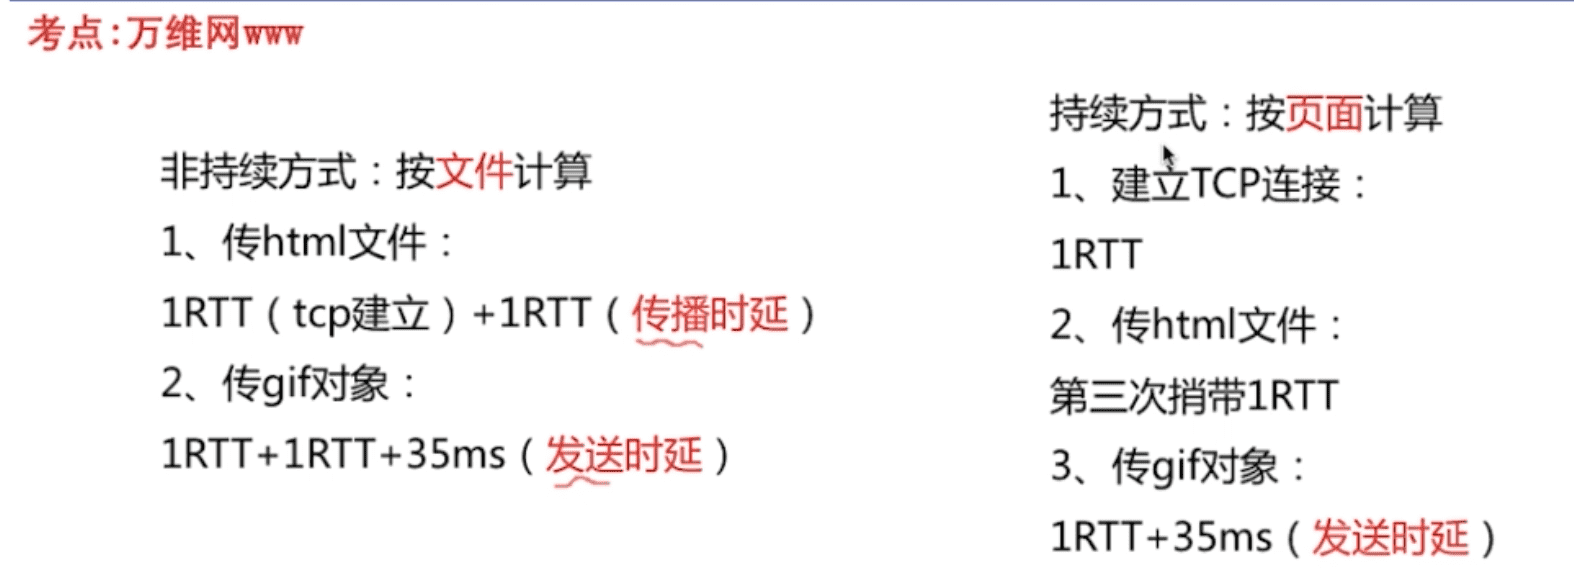 考点:万维网www
非持续方式：按文件计算
1、传html文件：
1RTT（tcp建立）+1RTT（传播时延）
2、传gif对象：
1RTT+1RTT+35ms（发送时延）
持续方式：按页面计算
1、建立TCP连接：
1RTT
2、传html文件：
第三次捎带1RTT
3、传gif对象：
1RTT+35ms（发送时延）